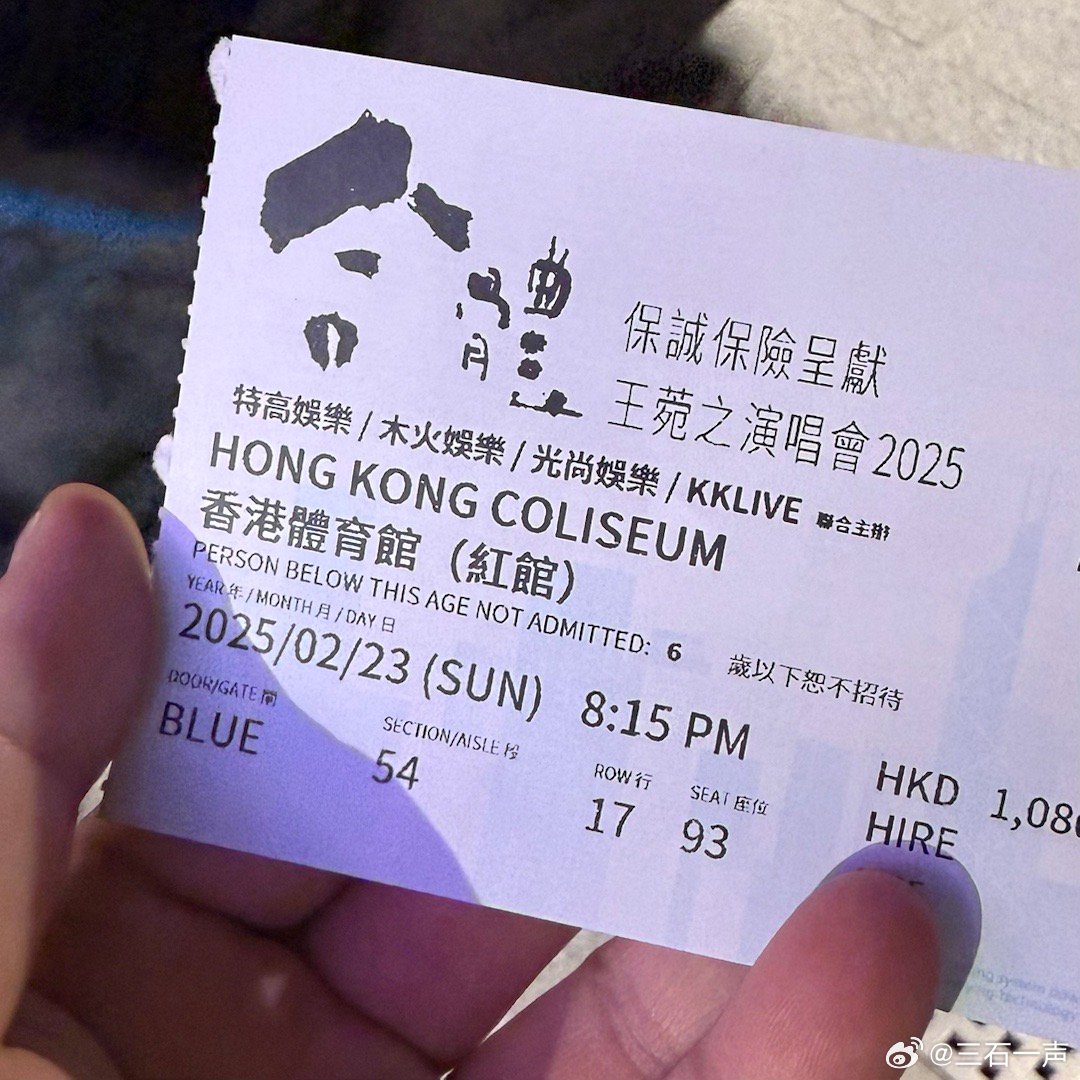 合體
保誠保險呈獻
王菀之演唱會2025
特高娛樂 / 木火娛樂 / 光尚娛樂 / KKLIVE 聯合主辦
HONG KONG COLISEUM
香港體育館 (紅館)
PERSON BELOW THIS AGE NOT ADMITTED: 6 歲以下恕不招待
YEAR 年 / MONTH 月 / DAY 日
2025/02/23 (SUN) 8:15 PM
DOOR/GATE 閘 SECTION/AISLE 段 ROW 行 SEAT 座位
BLUE 54 17 93
HKD 1,080
HIRE
@三石一声